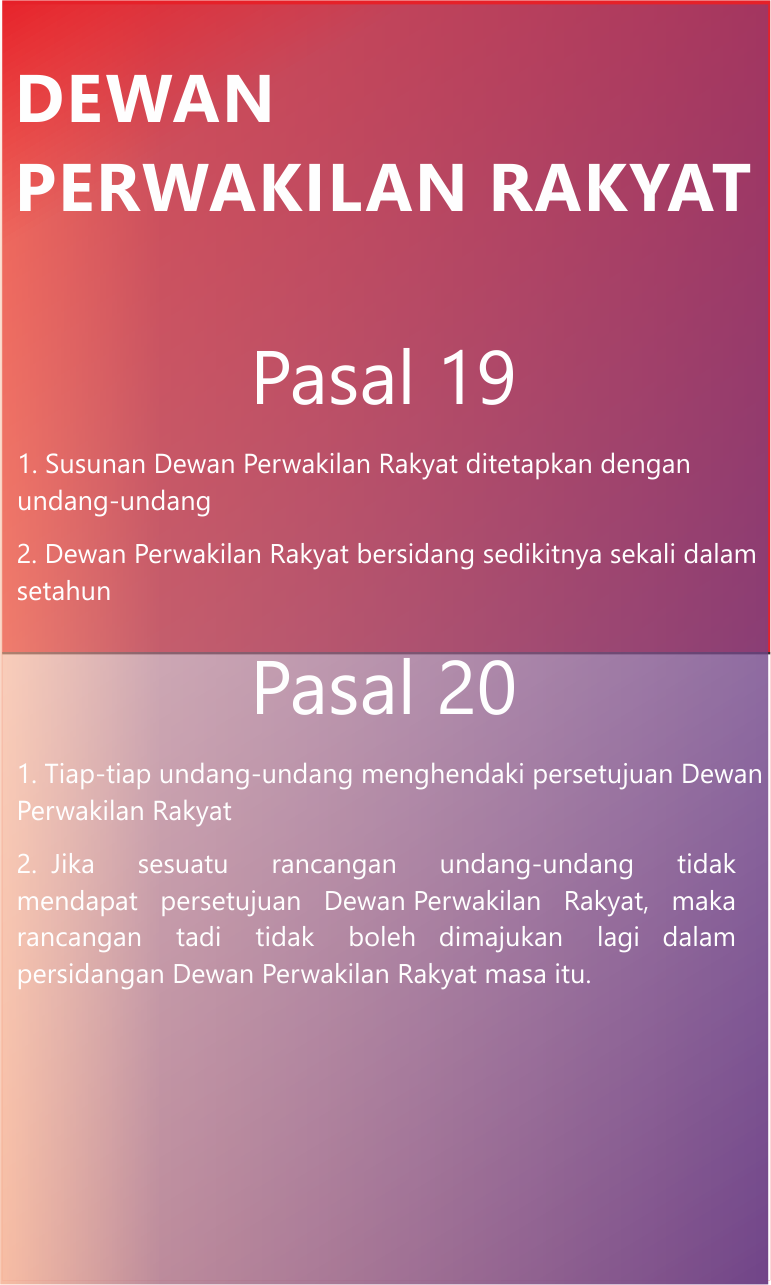 DEWAN
PERWAKILAN RAKYAT
Pasal 19
1. Susunan Dewan Perwakilan Rakyat ditetapkan dengan
undang-undang
2. Dewan Perwakilan Rakyat bersidang sedikitnya sekali dalam
setahun
Pasal 20
1. Tiap-tiap undang-undang menghendaki persetujuan Dewan
Perwakilan Rakyat
2. Jika sesuatu rancangan undang-undang tidak
mendapat persetujuan Dewan Perwakilan Rakyat, maka
rancangan tadi tidak boleh dimajukan lagi dalam
persidangan Dewan Perwakilan Rakyat masa itu.